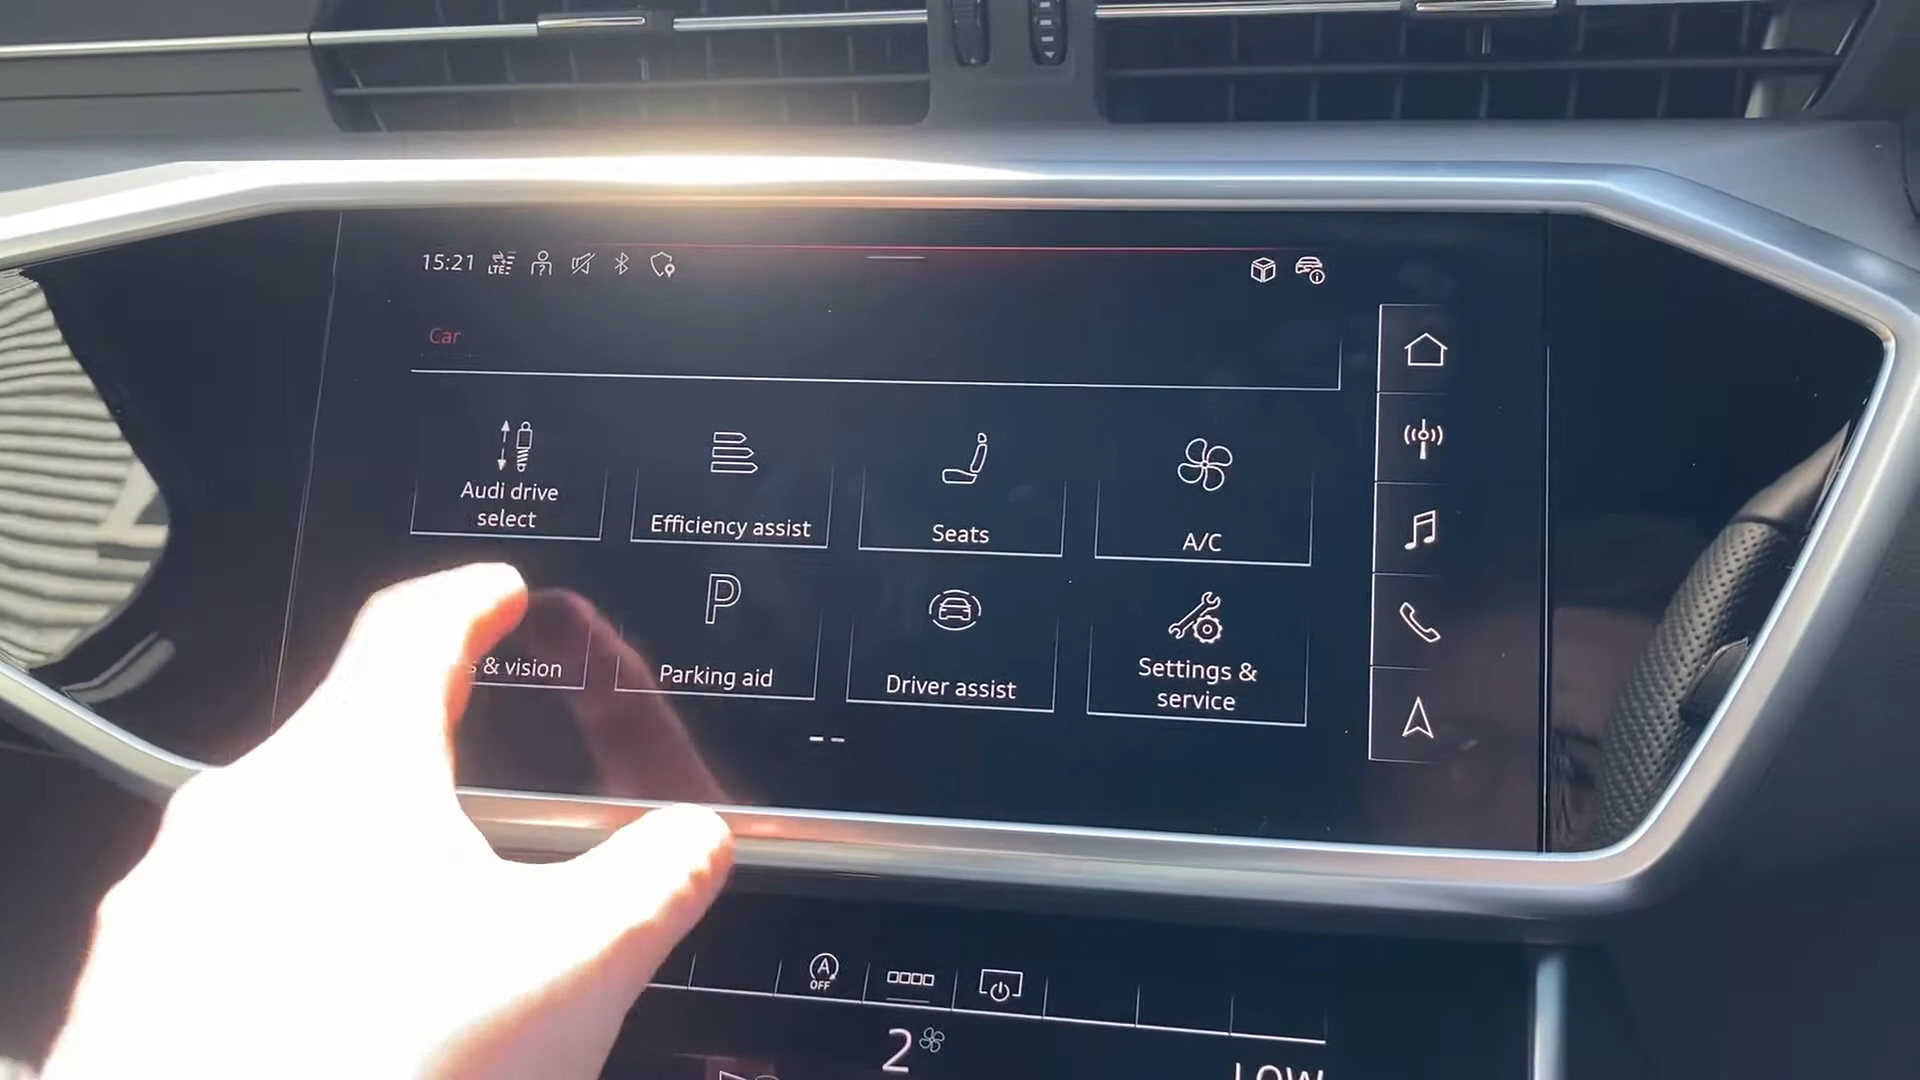 15:21 LTE
Car
Audi drive
select
Efficiency assist
Seats
A/C
& vision
P
Parking aid
Driver assist
Settings &
service
A
OFF
2
LOW